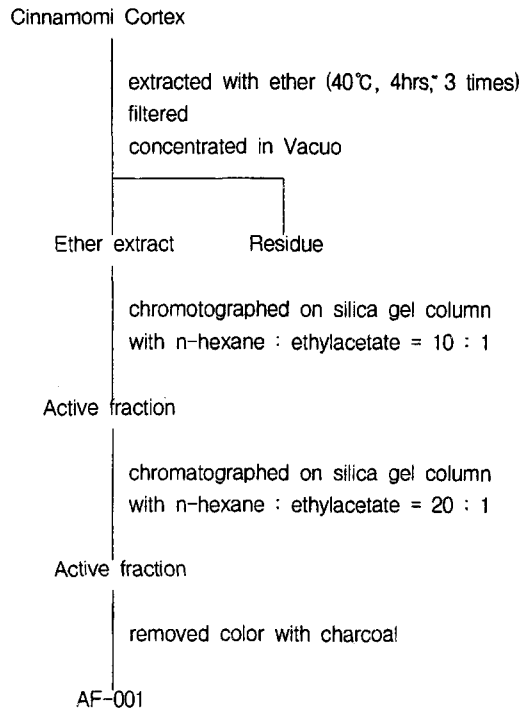 Cinnamomi Cortex
extracted with ether (40℃, 4hrs, 3 times)
filtered
concentrated in Vacuo
Ether extract Residue
chromotographed on silica gel column
with n-hexane : ethylacetate = 10 : 1
Active fraction
chromatographed on silica gel column
with n-hexane : ethylacetate = 20 : 1
Active fraction
removed color with charcoal
AF-001